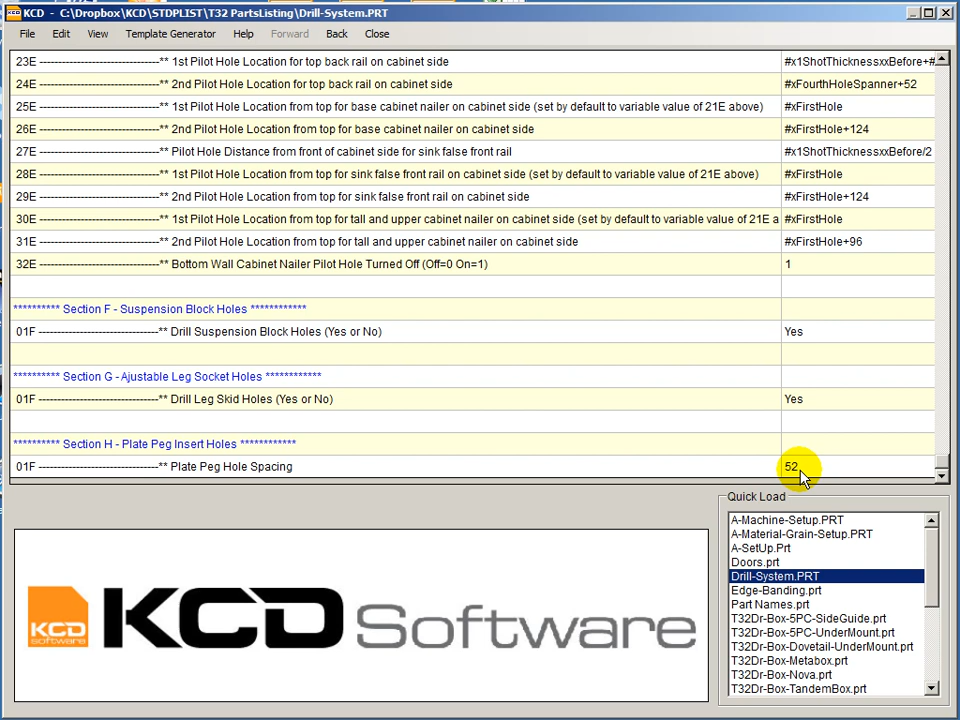 KCD - C:\Dropbox\KCD\STDPLIST\T32 PartsListing\Drill-System.PRT
File Edit View Template Generator Help Forward Back Close
23E --------------------------------** 1st Pilot Hole Location for top back rail on cabinet side #x1ShotThicknessxxBefore+#
24E --------------------------------** 2nd Pilot Hole Location for top back rail on cabinet side #xFourthHoleSpanner+52
25E --------------------------------** 1st Pilot Hole Location from top for base cabinet nailer on cabinet side (set by default to variable value of 21E above) #xFirstHole
26E --------------------------------** 2nd Pilot Hole Location from top for base cabinet nailer on cabinet side #xFirstHole+124
27E --------------------------------** Pilot Hole Distance from front of cabinet side for sink false front rail #x1ShotThicknessxxBefore/2
28E --------------------------------** 1st Pilot Hole Location from top for sink false front rail on cabinet side (set by default to variable value of 21E above) #xFirstHole
29E --------------------------------** 2nd Pilot Hole Location from top for sink false front rail on cabinet side #xFirstHole+124
30E --------------------------------** 1st Pilot Hole Location from top for tall and upper cabinet nailer on cabinet side (set by default to variable value of 21E a #xFirstHole
31E --------------------------------** 2nd Pilot Hole Location from top for tall and upper cabinet nailer on cabinet side #xFirstHole+96
32E --------------------------------** Bottom Wall Cabinet Nailer Pilot Hole Turned Off (Off=0 On=1) 1
********** Section F - Suspension Block Holes ************
01F --------------------------------** Drill Suspension Block Holes (Yes or No) Yes
********** Section G - Ajustable Leg Socket Holes ************
01F --------------------------------** Drill Leg Skid Holes (Yes or No) Yes
********** Section H - Plate Peg Insert Holes ************
01F --------------------------------** Plate Peg Hole Spacing 52
Quick Load
A-Machine-Setup.PRT
A-Material-Grain-Setup.PRT
A-SetUp.Prt
Doors.prt
Drill-System.PRT
Edge-Banding.prt
Part Names.prt
T32Dr-Box-5PC-SideGuide.prt
T32Dr-Box-5PC-UnderMount.prt
T32Dr-Box-Dovetail-UnderMount.prt
T32Dr-Box-Metabox.prt
T32Dr-Box-Nova.prt
T32Dr-Box-TandemBox.prt
KCD software KCD Software